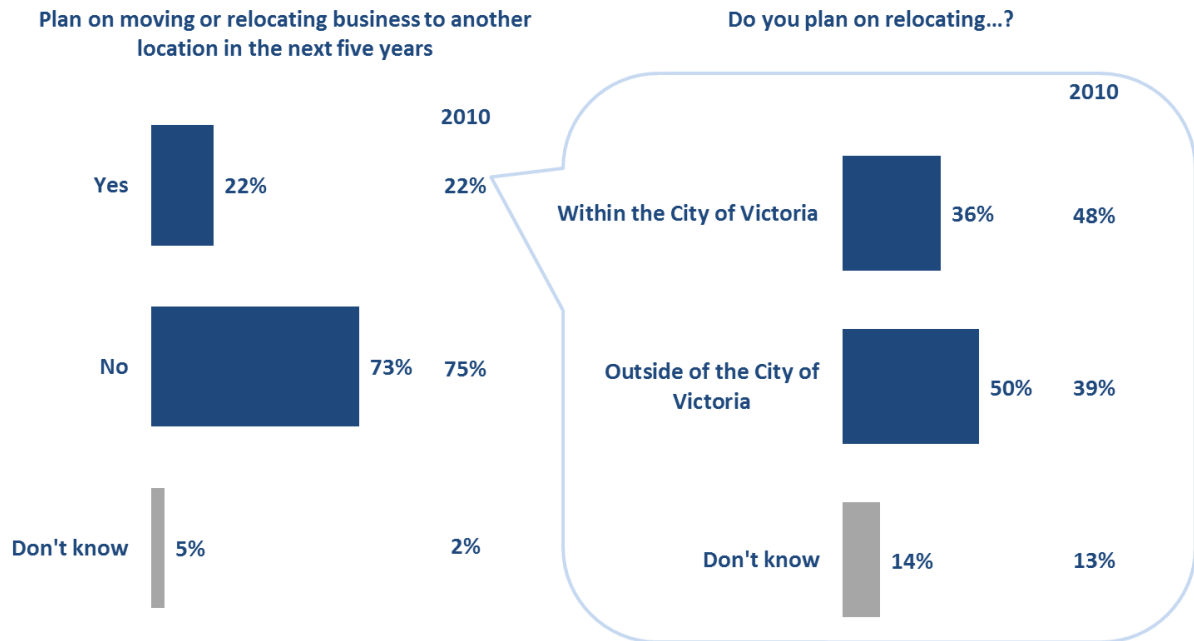 Plan on moving or relocating business to another
location in the next five years
2010
Yes 22% 22%
No 73% 75%
Don't know 5% 2%
Do you plan on relocating...?
2010
Within the City of Victoria 36% 48%
Outside of the City of
Victoria 50% 39%
Don't know 14% 13%